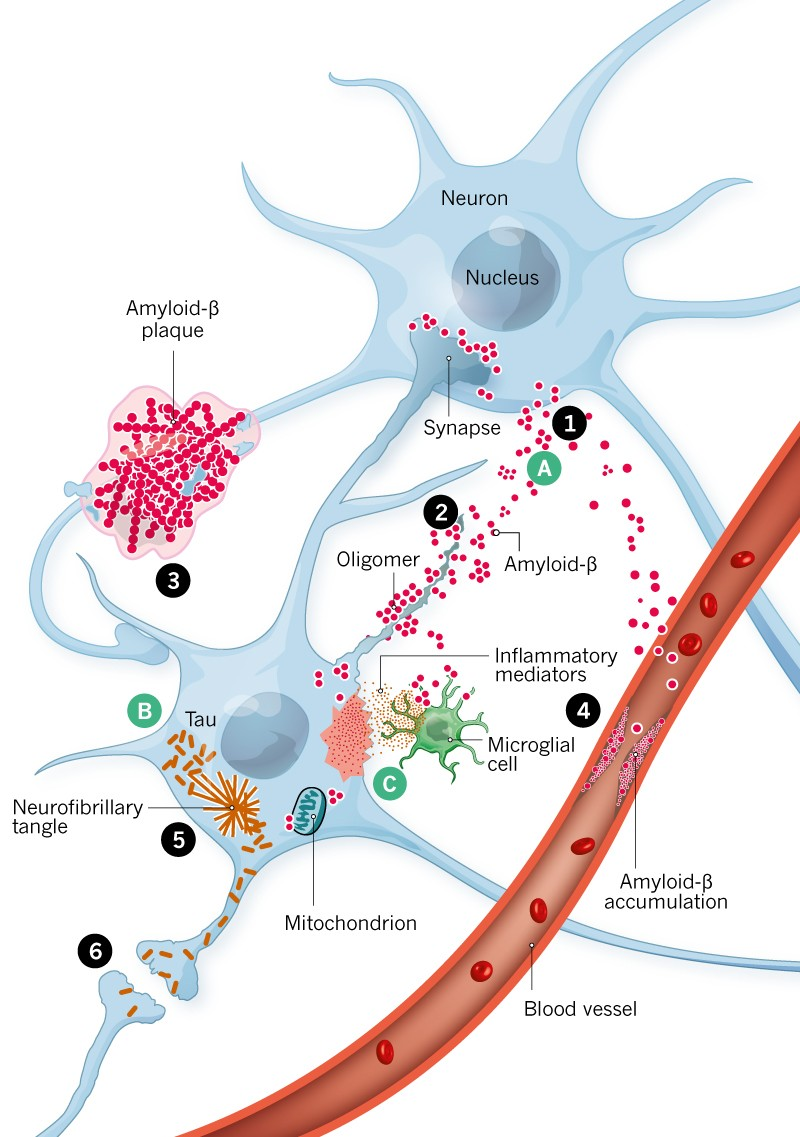 Neuron
Nucleus
Amyloid-β
plaque
Synapse
1
A
2
Oligomer
Amyloid-β
3
Inflammatory
mediators
B
Tau
4
Microglial
cell
C
Neurofibrillary
tangle
5
Mitochondrion
Amyloid-β
accumulation
6
Blood vessel